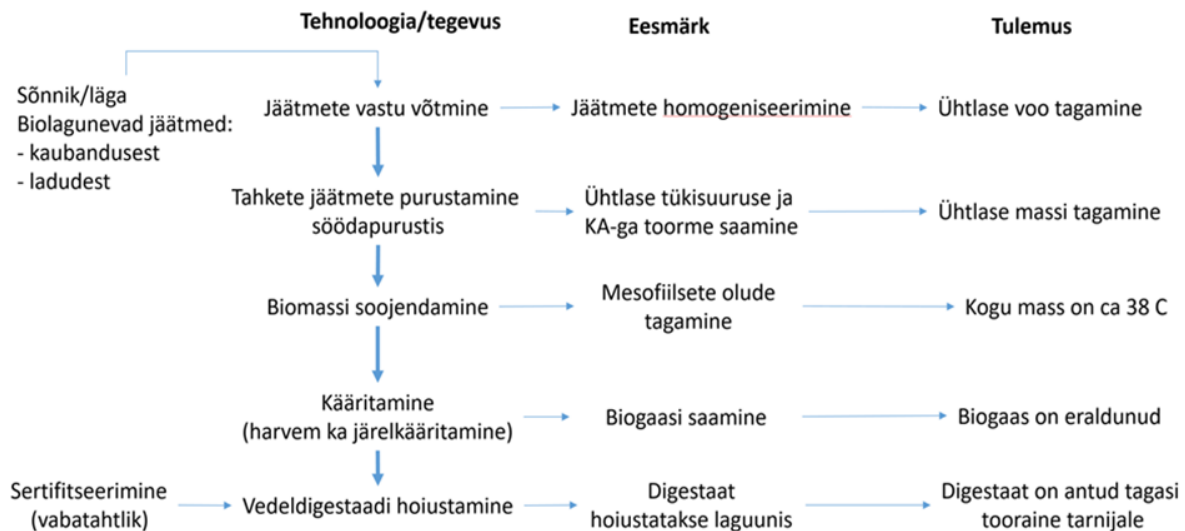 Tehnoloogia/tegevus
Eesmärk
Tulemus
Sõnnik/läga
Biolagunevad jäätmed:
- kaubandusest
- ladudest
Jäätmete vastu võtmine
Jäätmete homogeniseerimine
Ühtlase voo tagamine
Tahkete jäätmete purustamine
söödapurustis
Ühtlase tükisuuruse ja
KA-ga toorme saamine
Ühtlase massi tagamine
Biomassi soojendamine
Mesofiilsete olude
tagamine
Kogu mass on ca 38 C
Kääritamine
(harvem ka järelkääritamine)
Biogaasi saamine
Biogaas on eraldunud
Sertifitseerimine
(vabatahtlik)
Vedeldigestaadi hoiustamine
Digestaat
hoiustatakse laguunis
Digestaat on antud tagasi
tooraine tarnijale